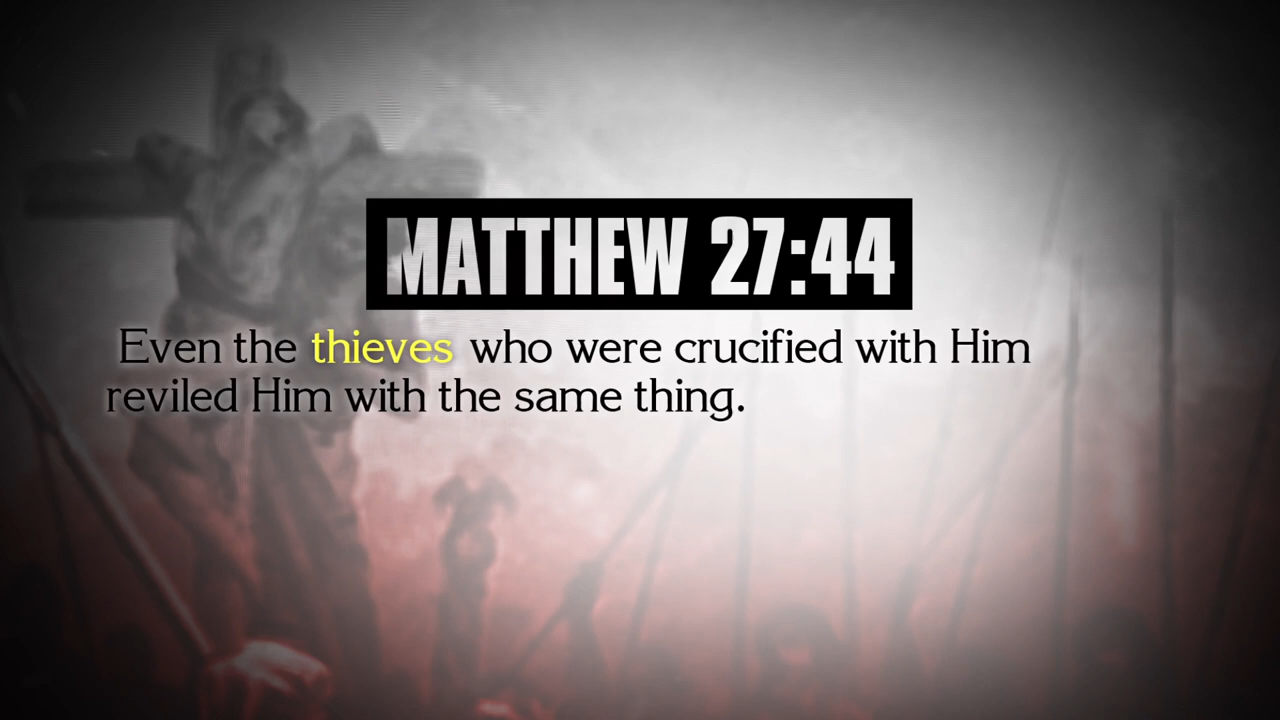 MATTHEW 27:44
Even the thieves who were crucified with Him
reviled Him with the same thing.